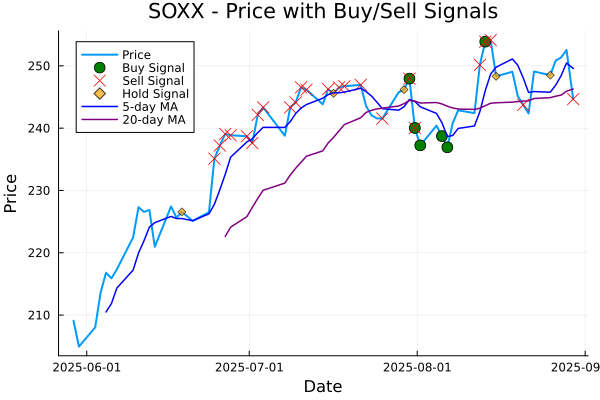 SOXX - Price with Buy/Sell Signals
Price
Buy Signal
Sell Signal
Hold Signal
5-day MA
20-day MA
250
240
230
220
210
Price
2025-06-01
2025-07-01
2025-08-01
2025-09
Date